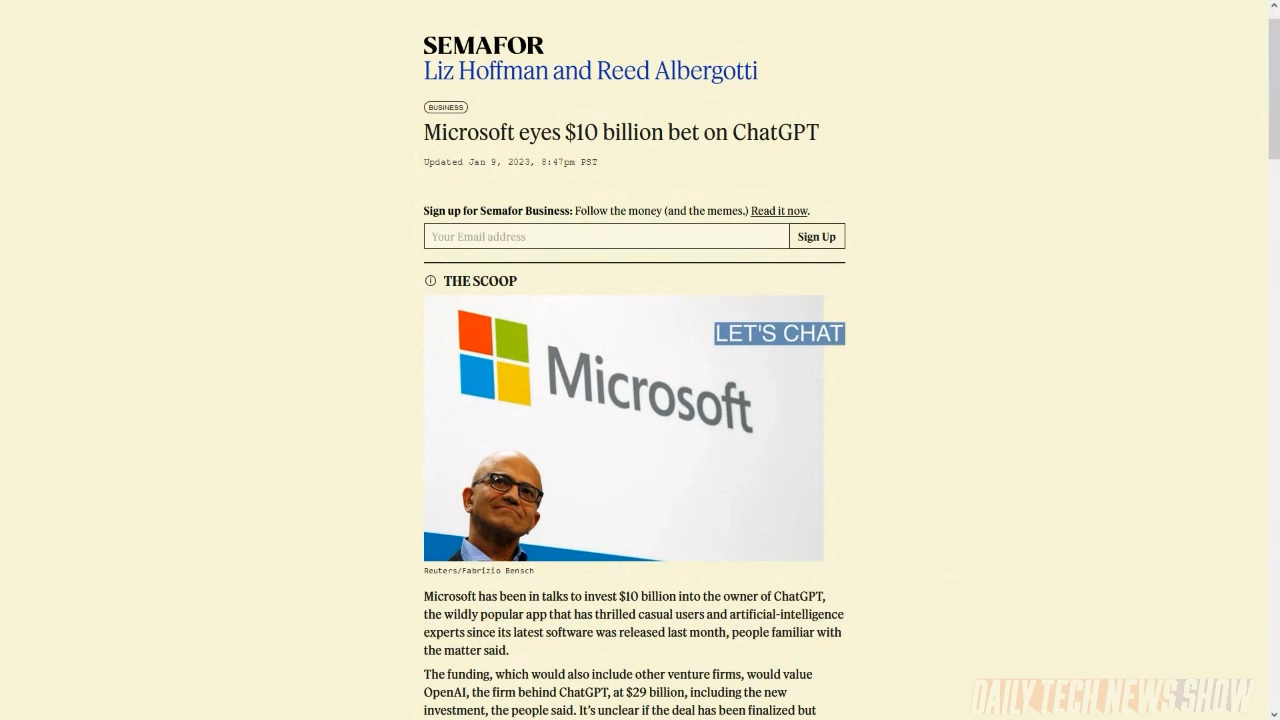 SEMAFOR
Liz Hoffman and Reed Albergotti
BUSINESS
Microsoft eyes $10 billion bet on ChatGPT
Updated Jan 9, 2023, 8:47pm PST
Sign up for Semafor Business: Follow the money (and the memes.) Read it now.
Your Email address
Sign Up
THE SCOOP
LET'S CHAT
Microsoft
Reuters/Fabrizio Bensch
Microsoft has been in talks to invest $10 billion into the owner of ChatGPT,
the wildly popular app that has thrilled casual users and artificial-intelligence
experts since its latest software was released last month, people familiar with
the matter said.
The funding, which would also include other venture firms, would value
OpenAI, the firm behind ChatGPT, at $29 billion, including the new
investment, the people said. It’s unclear if the deal has been finalized but
DAILY TECH NEWS SHOW